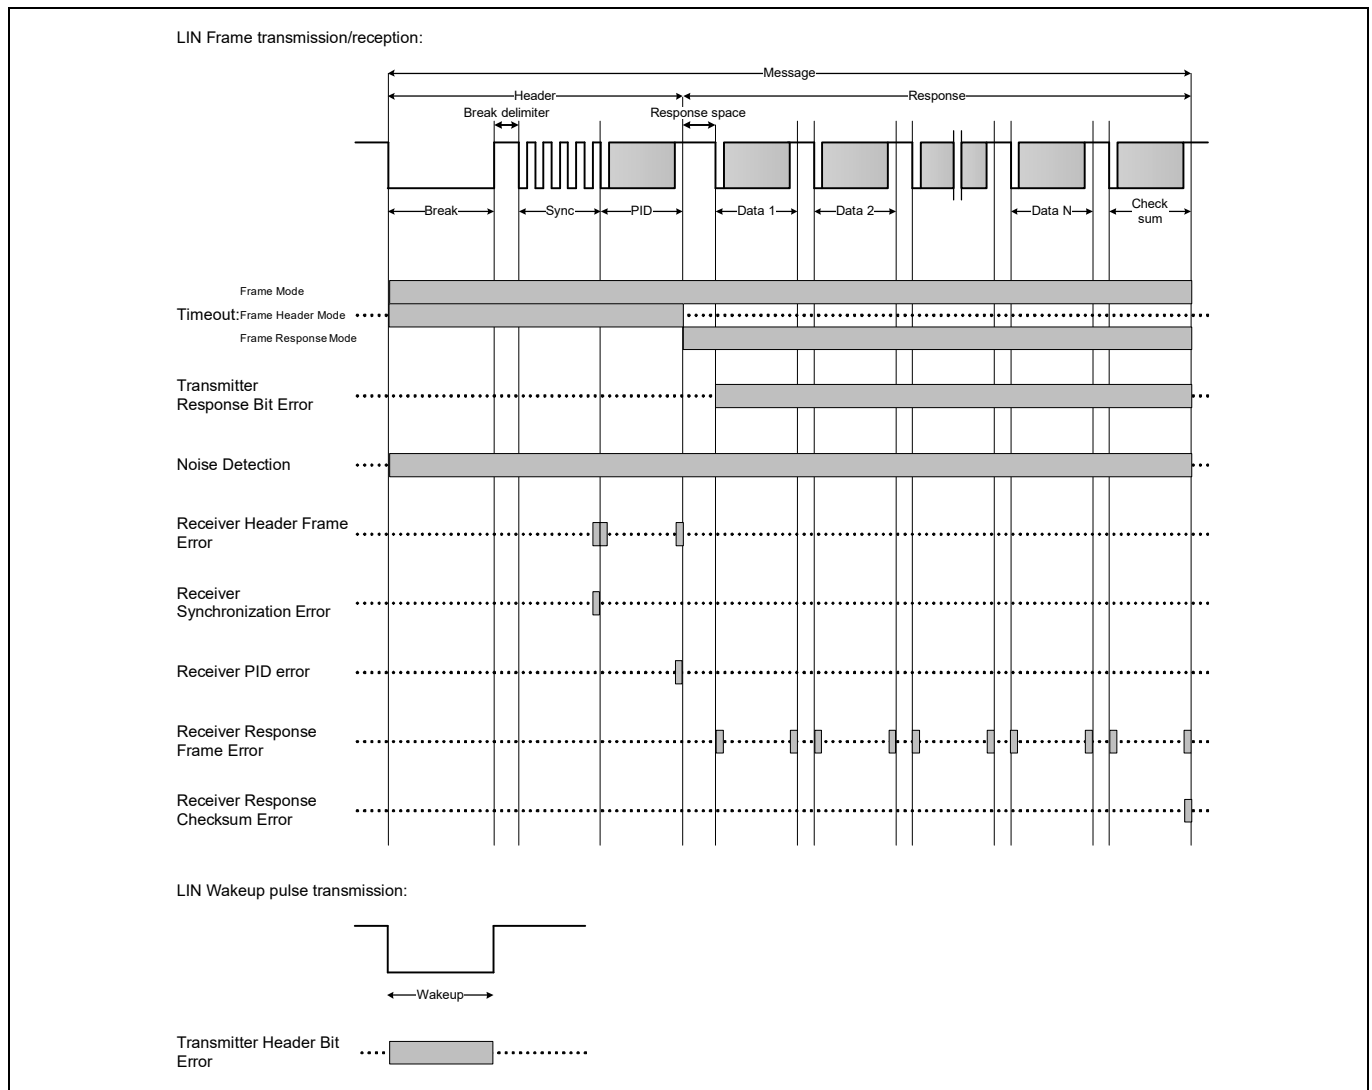 LIN Frame transmission/reception:
Message
Header
Response
Break delimiter
Response space
Break
Sync
PID
Data 1
Data 2
Data N
Check
sum
Frame Mode
Timeout:
Frame Header Mode
Frame Response Mode
Transmitter
Response Bit Error
Noise Detection
Receiver Header Frame
Error
Receiver
Synchronization Error
Receiver PID error
Receiver Response
Frame Error
Receiver Response
Checksum Error
LIN Wakeup pulse transmission:
Wakeup
Transmitter Header Bit
Error